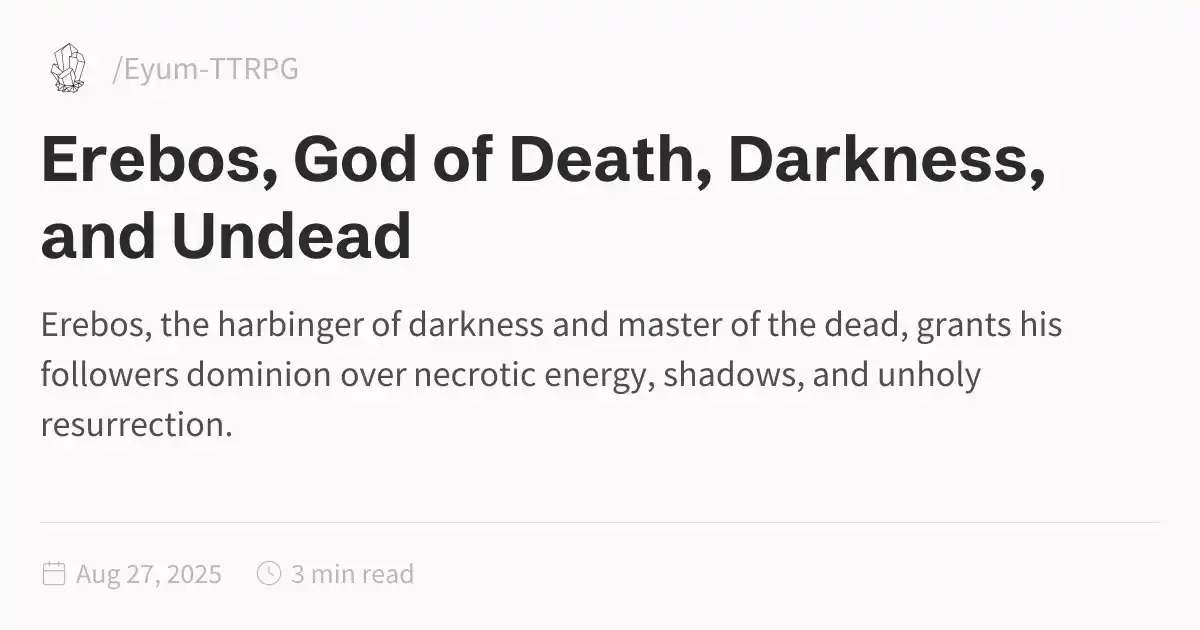 /Eyum-TTRPG
Erebos, God of Death, Darkness,
and Undead
Erebos, the harbinger of darkness and master of the dead, grants his
followers dominion over necrotic energy, shadows, and unholy
resurrection.
Aug 27, 2025 3 min read